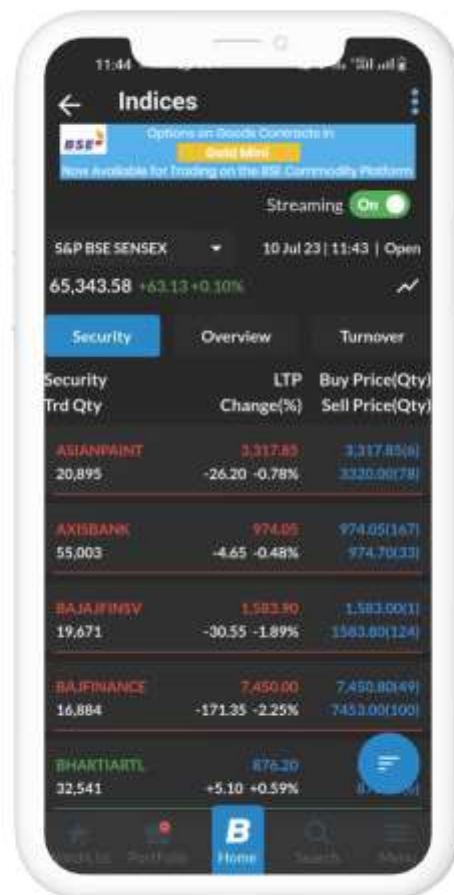 11:44
Indices
BSE
Options on Goods Contracts in
Gold Mini
Now Available for Trading on the BSE Commodity Platform
Streaming On
S&P BSE SENSEX 10 Jul 23 | 11:43 | Open
65,343.58 +63.13 +0.10%
Security Overview Turnover
Security LTP Buy Price(Qty)
Trd Qty Change(%) Sell Price(Qty)
ASIANPAINT 3,317.85 3,317.85(6)
20,895 -26.20 -0.78% 3320.00(78)
AXISBANK 974.05 974.05(167)
55,003 -4.65 -0.48% 974.70(33)
BAJAJFINSV 1,583.90 1,583.00(1)
19,671 -30.55 -1.89% 1583.80(124)
BAJFINANCE 7,450.00 7,450.80(49)
16,884 -171.35 -2.25% 7453.00(100)
BHARTIARTL 876.20
32,541 +5.10 +0.59%
B
Portfolio Home Search Menu